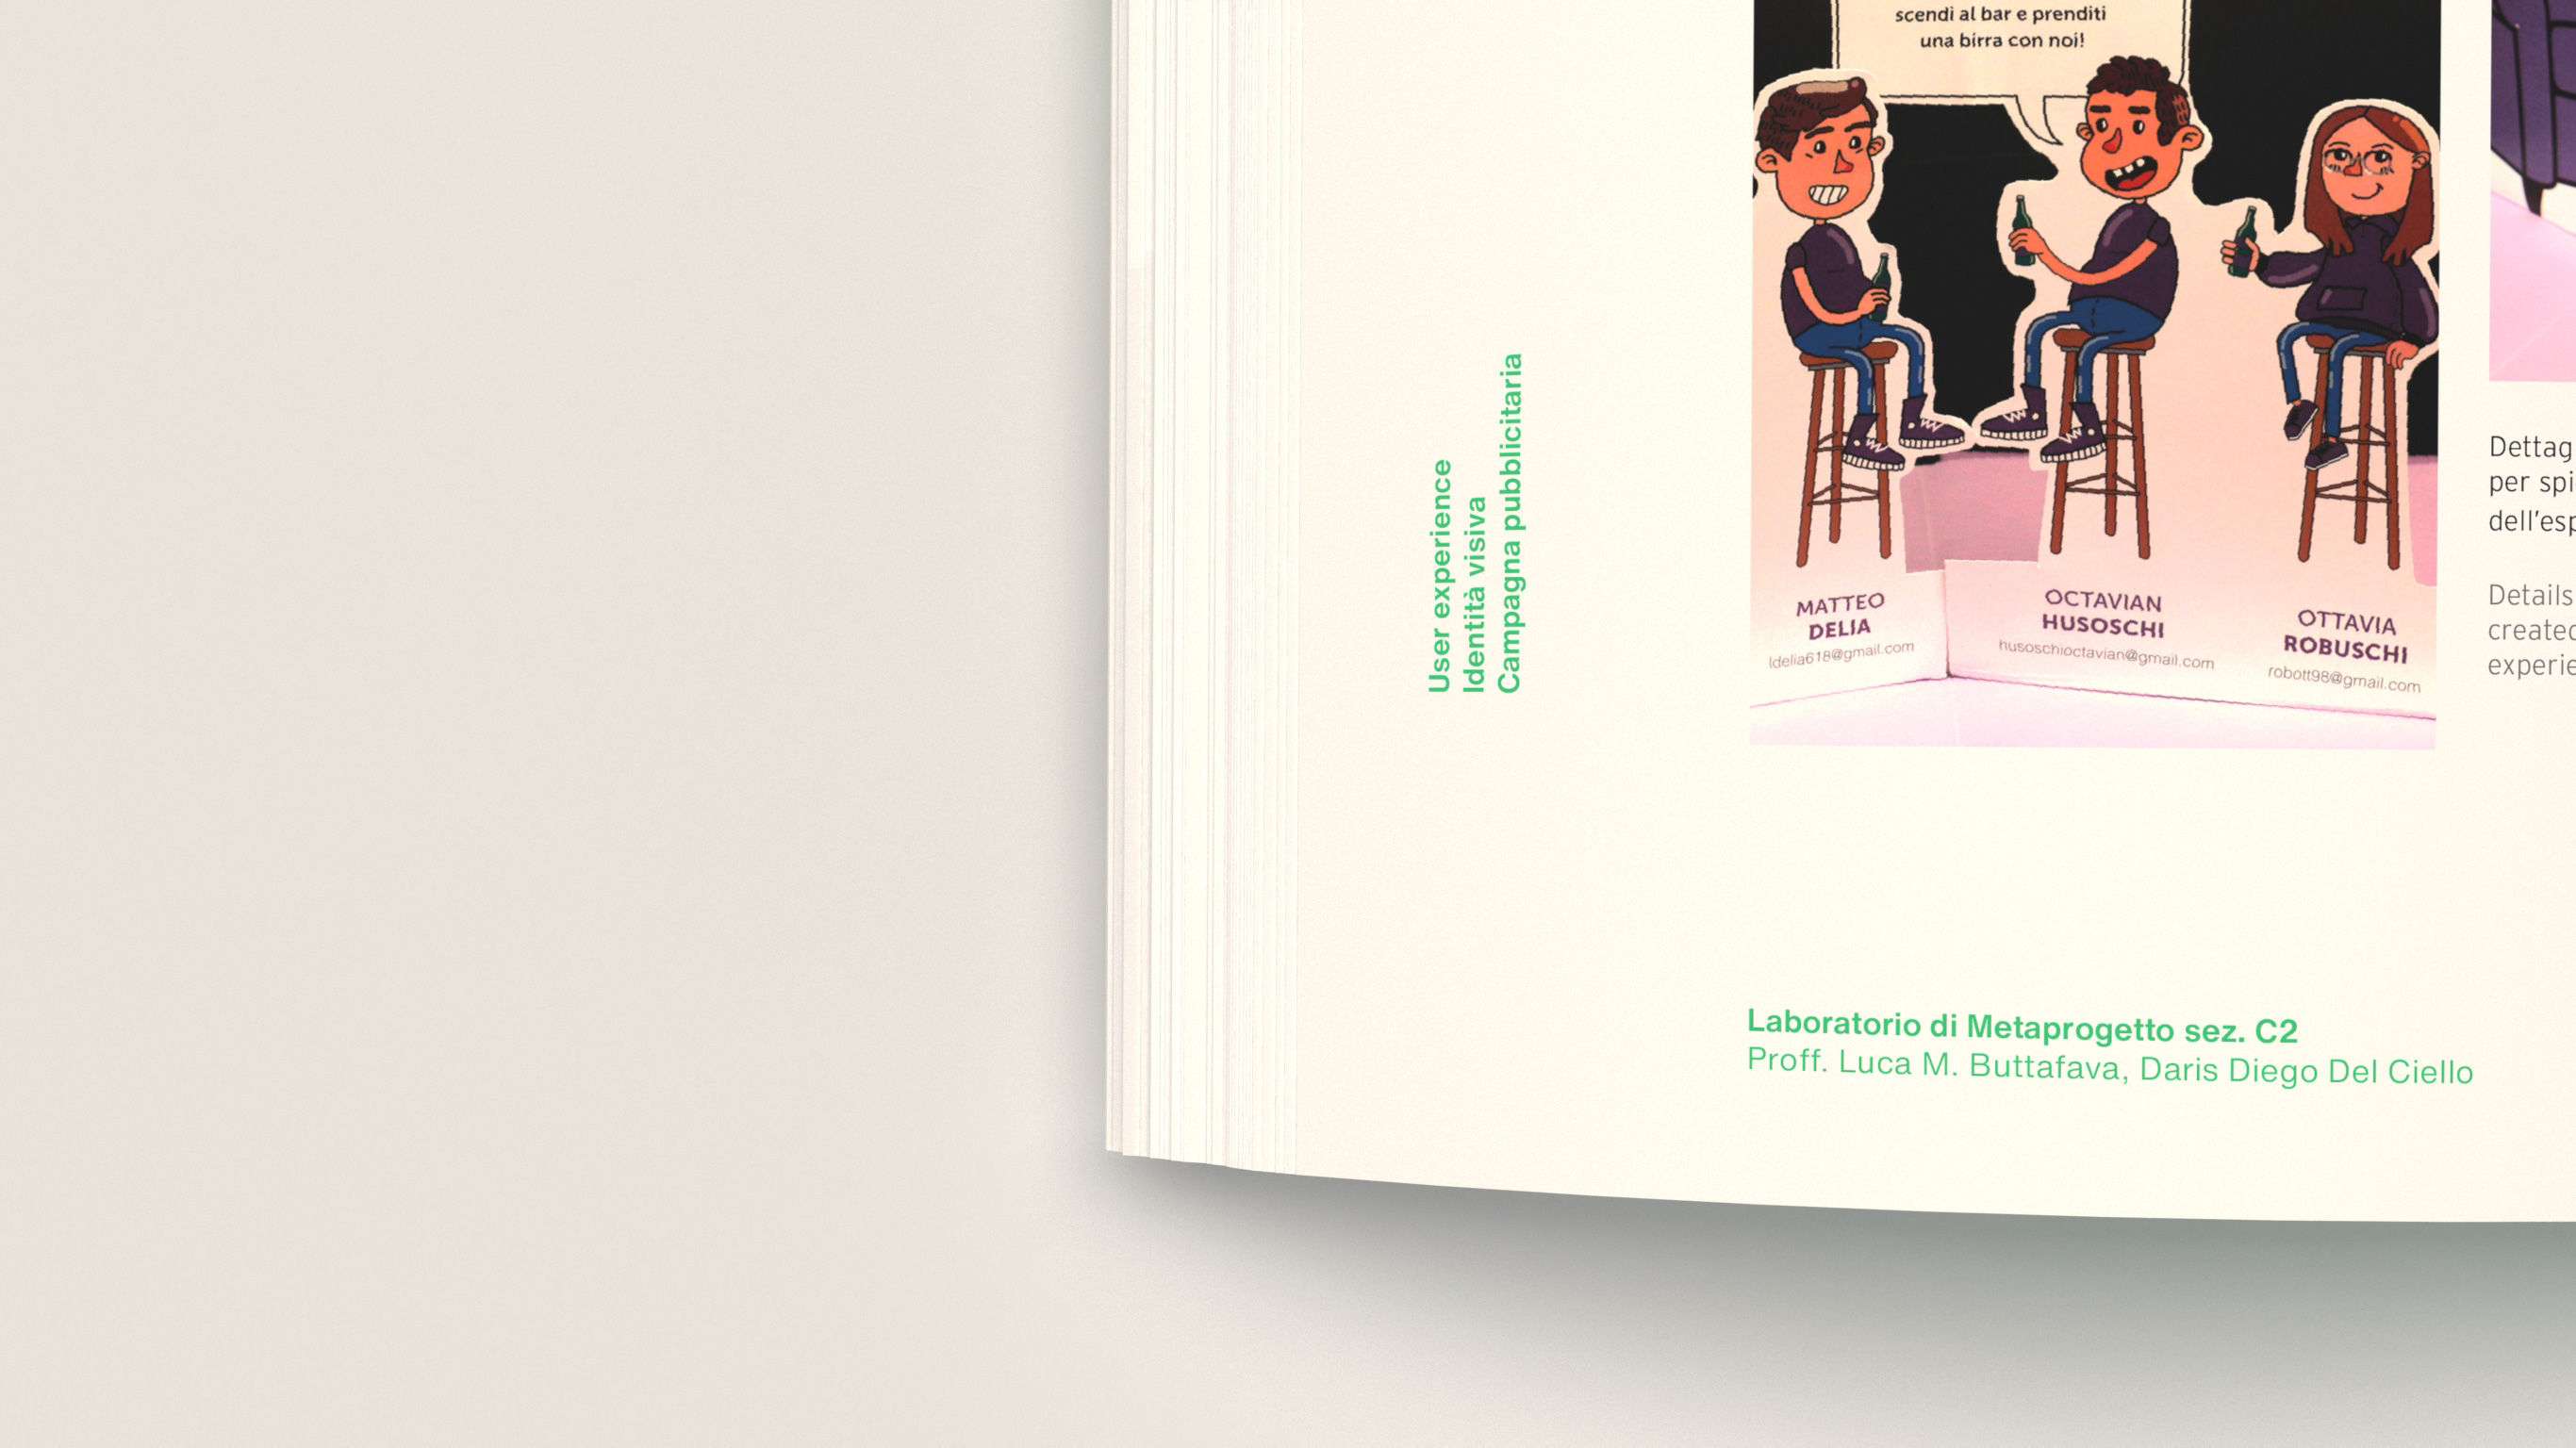 scendi al bar e prenditi
una birra con noi!
User experience
Identità visiva
Campagna pubblicitaria
MATTEO
DELIA
ldelia618@gmail.com
OCTAVIAN
HUSOSCHI
husoschioctavian@gmail.com
OTTAVIA
ROBUSCHI
robott98@gmail.com
Dettag
per spi
dell'esp
Details
created
experie
Laboratorio di Metaprogetto sez. C2
Proff. Luca M. Buttafava, Daris Diego Del Ciello